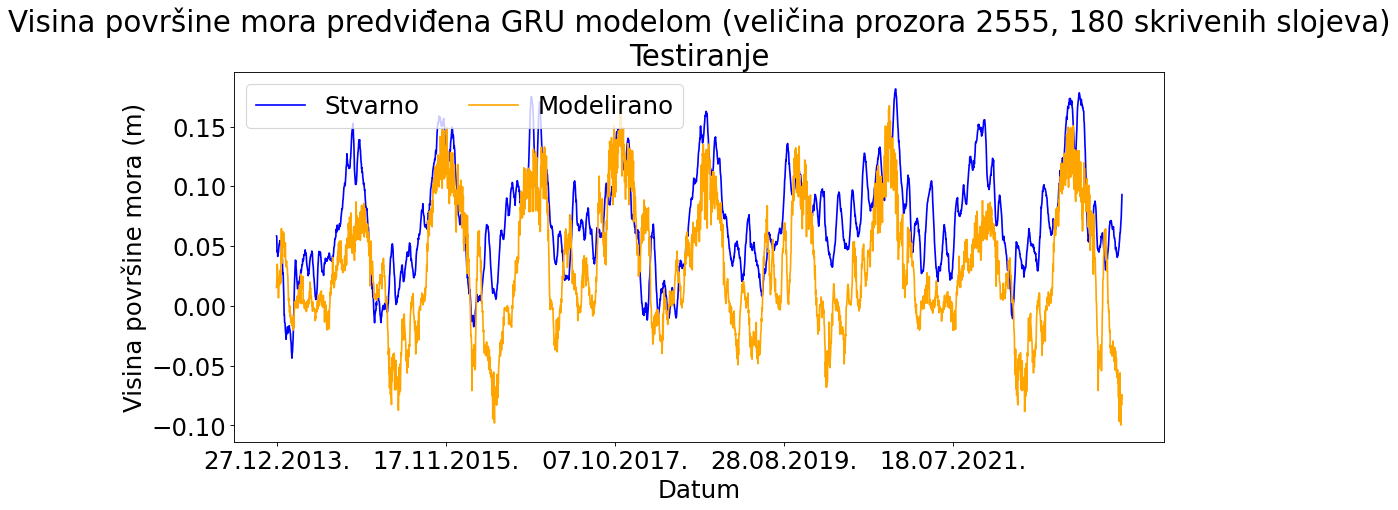 Visina površine mora predviđena GRU modelom (veličina prozora 2555, 180 skrivenih slojeva)
Testiranje
Stvarno
Modelirano
Visina površine mora (m)
0.15
0.10
0.05
0.00
−0.05
−0.10
27.12.2013.
17.11.2015.
07.10.2017.
28.08.2019.
18.07.2021.
Datum